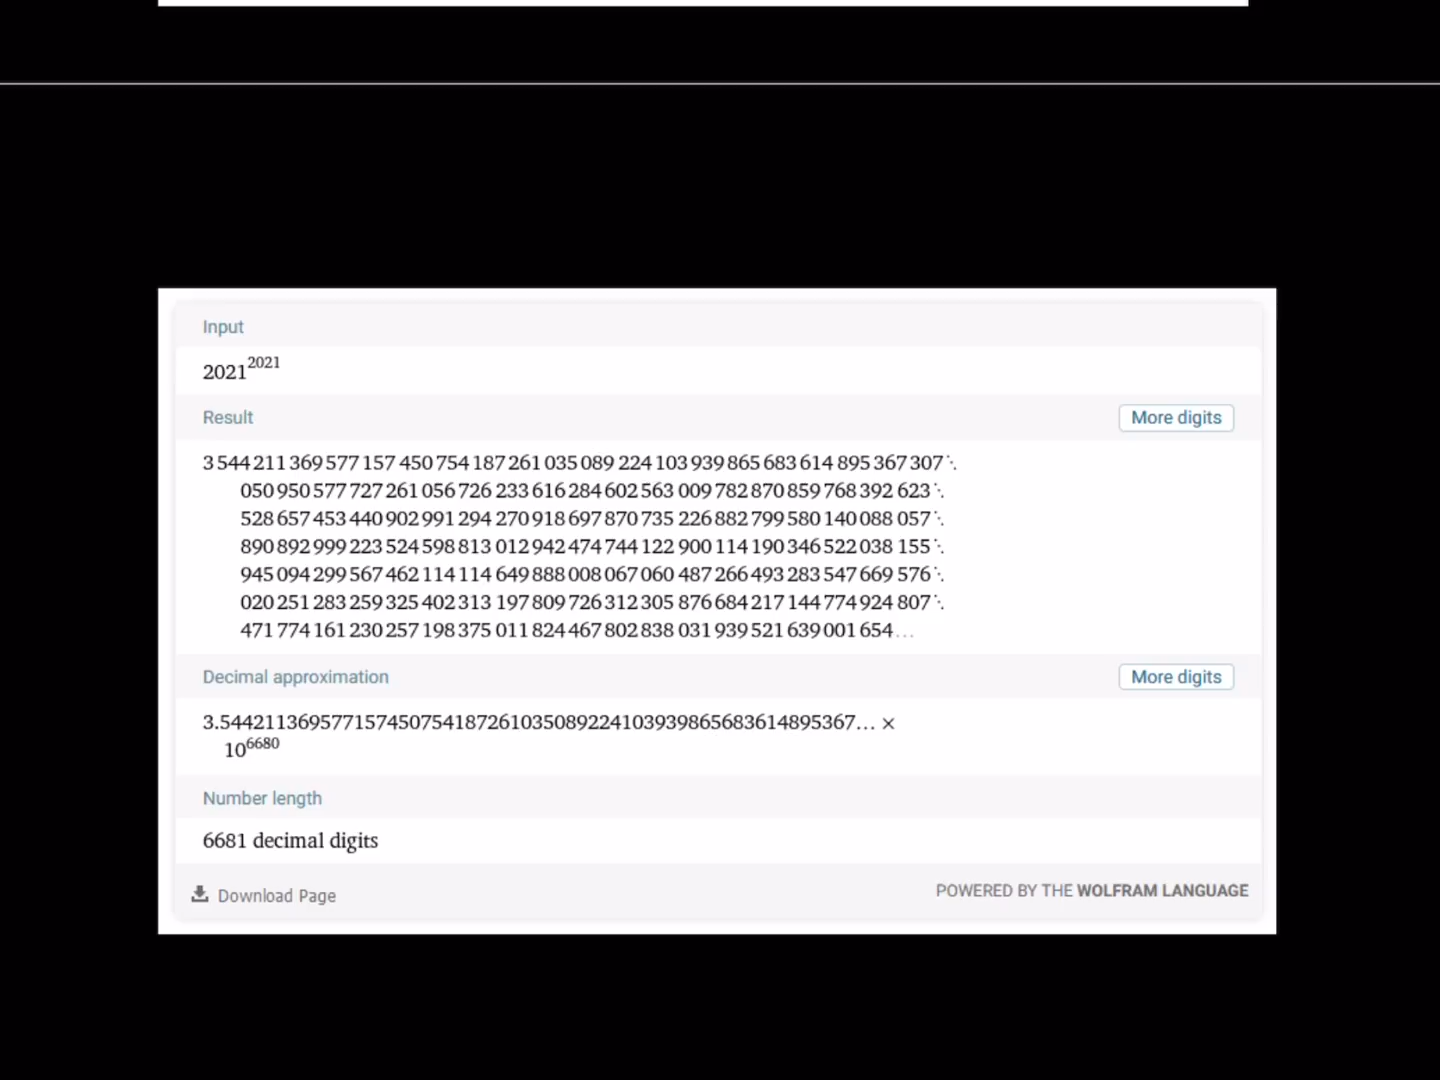 Input
2021^2021
Result
More digits
3 544 211 369 577 157 450 754 187 261 035 089 224 103 939 865 683 614 895 367 307⋱
050 950 577 727 261 056 726 233 616 284 602 563 009 782 870 859 768 392 623⋱
528 657 453 440 902 991 294 270 918 697 870 735 226 882 799 580 140 088 057⋱
890 892 999 223 524 598 813 012 942 474 744 122 900 114 190 346 522 038 155⋱
945 094 299 567 462 114 114 649 888 008 067 060 487 266 493 283 547 669 576⋱
020 251 283 259 325 402 313 197 809 726 312 305 876 684 217 144 774 924 807⋱
471 774 161 230 257 198 375 011 824 467 802 838 031 939 521 639 001 654...
Decimal approximation
More digits
3.544211369577157450754187261035089224103939865683614895367... ×
10^6680
Number length
6681 decimal digits
Download Page
POWERED BY THE WOLFRAM LANGUAGE